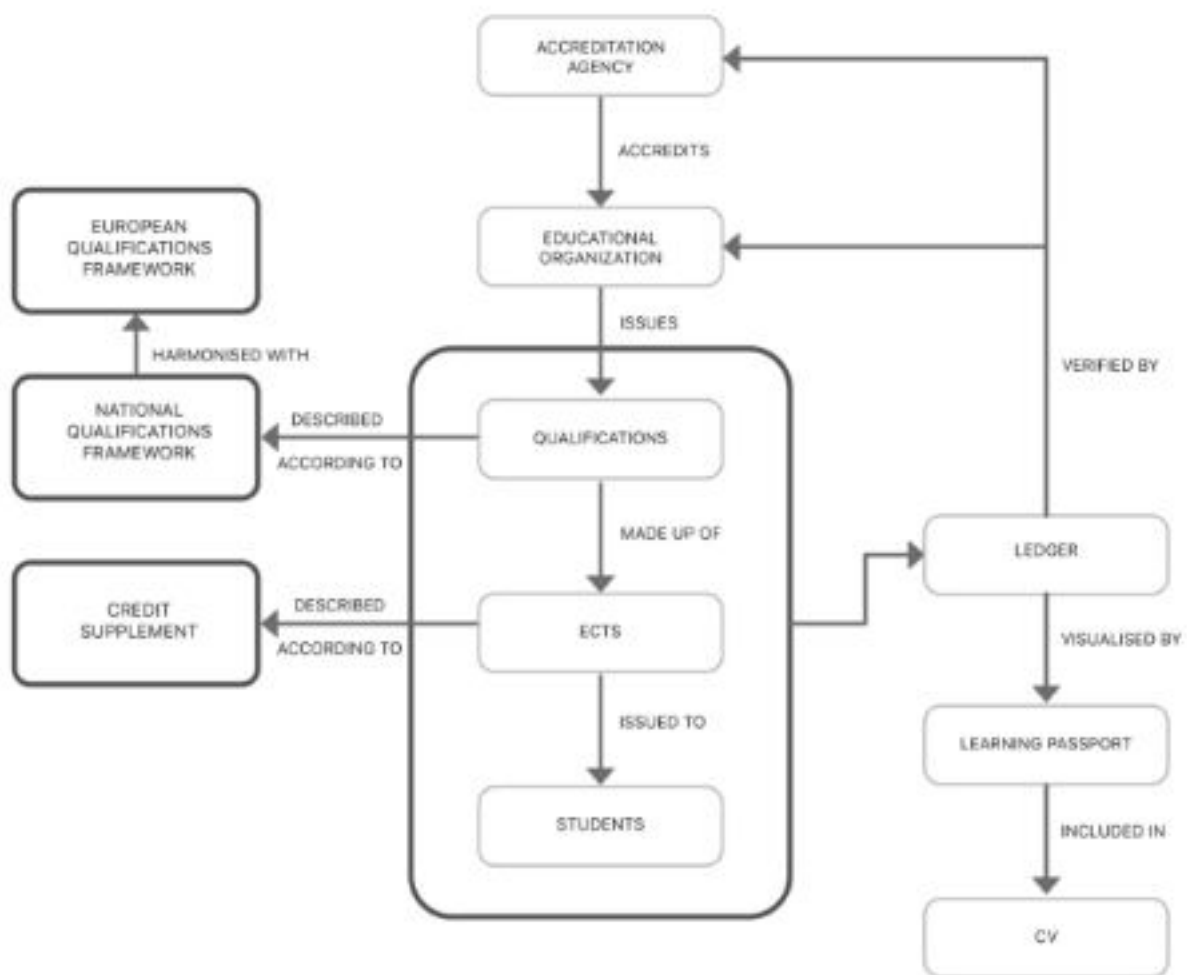 ACCREDITATION
AGENCY
ACCREDITS
EUROPEAN
QUALIFICATIONS
FRAMEWORK
EDUCATIONAL
ORGANIZATION
ISSUES
HARMONISED WITH
VERIFIED BY
NATIONAL
QUALIFICATIONS
FRAMEWORK
DESCRIBED
ACCORDING TO
QUALIFICATIONS
MADE UP OF
LEDGER
CREDIT
SUPPLEMENT
DESCRIBED
ACCORDING TO
ECTS
VISUALISED BY
ISSUED TO
LEARNING PASSPORT
STUDENTS
INCLUDED IN
CV